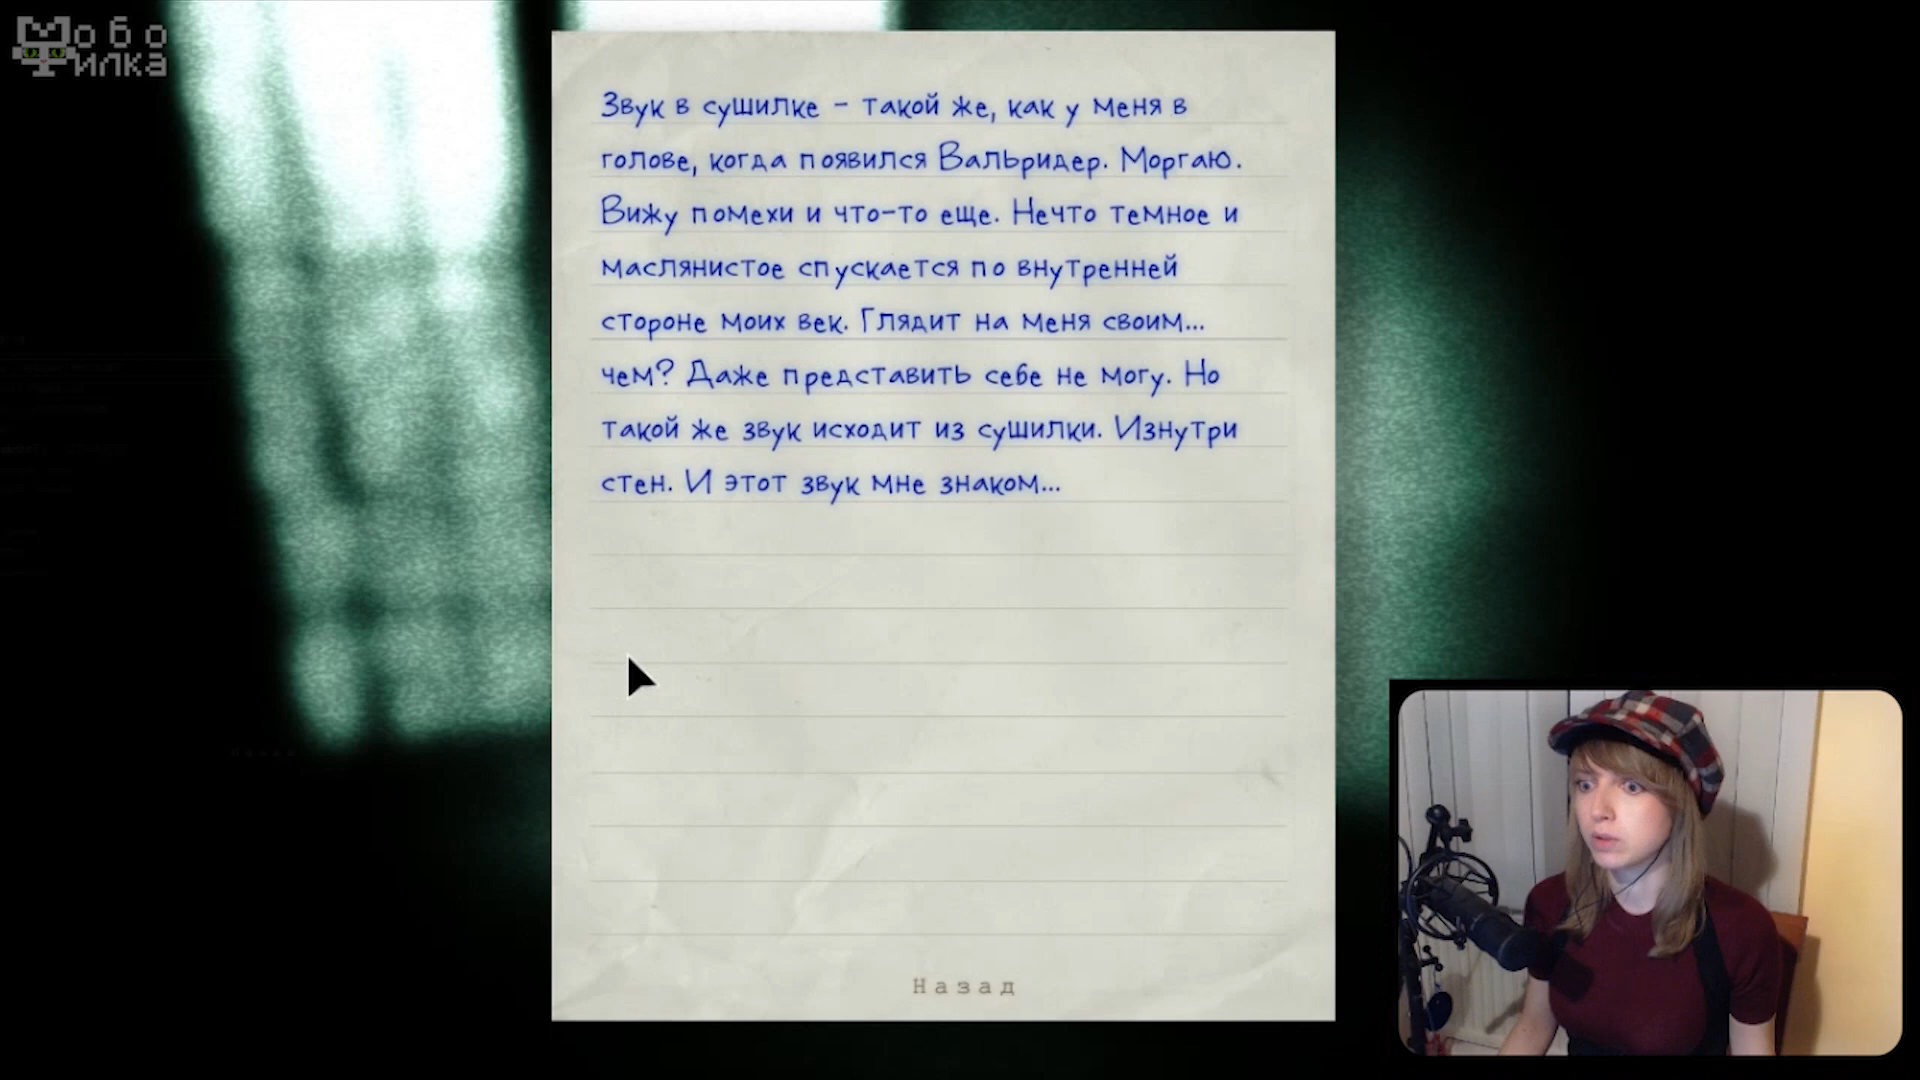 Мобо
Филка
Звук в сушилке - такой же, как у меня в
голове, когда появился Вальридер. Моргаю.
Вижу помехи и что-то еще. Нечто темное и
маслянистое спускается по внутренней
стороне моих век. Глядит на меня своим...
чем? Даже представить себе не могу. Но
такой же звук исходит из сушилки. Изнутри
стен. И этот звук мне знаком...
Назад